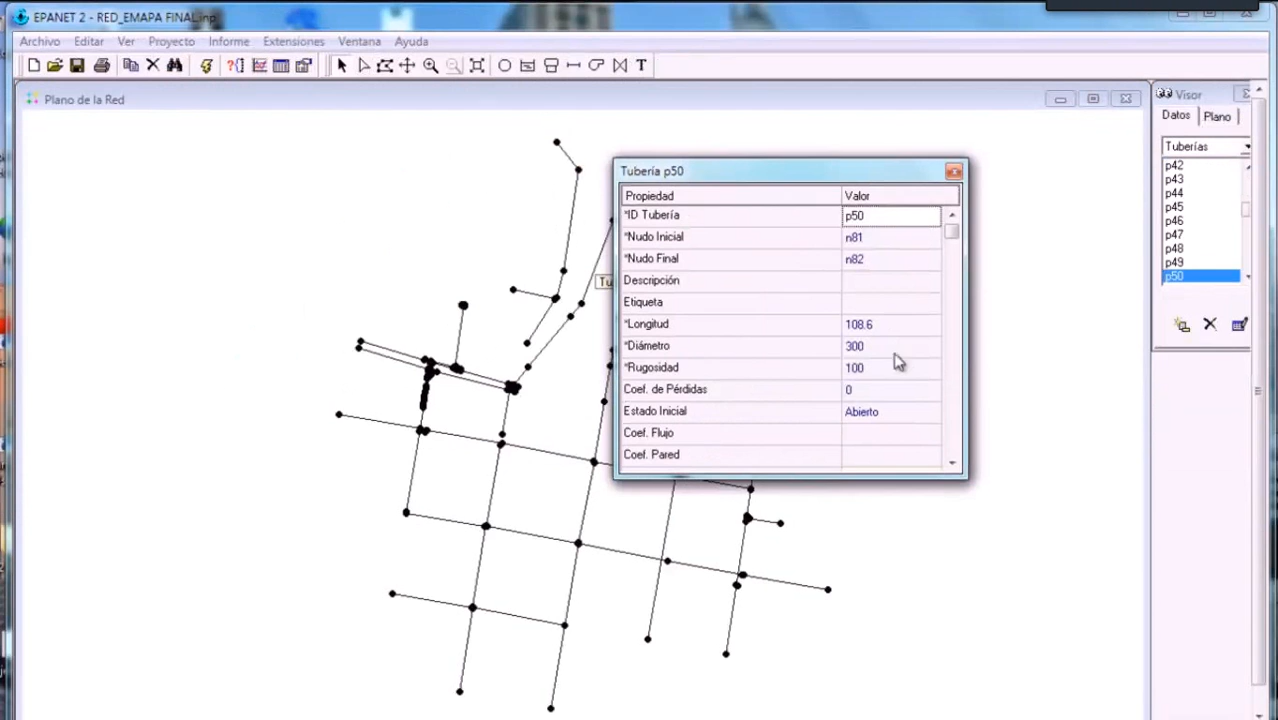 EPANET 2 - RED_EMAPA FINAL.inp
Archivo Editar Ver Proyecto Informe Extensiones Ventana Ayuda
T
Plano de la Red
Visor
Datos Plano
Tuberías
p42
p43
p44
p45
p46
p47
p48
p49
p50
Tubería p50
Propiedad Valor
*ID Tubería p50
*Nudo Inicial n81
*Nudo Final n82
Descripción
Etiqueta
*Longitud 108.6
*Diámetro 300
*Rugosidad 100
Coef. de Pérdidas 0
Estado Inicial Abierto
Coef. Flujo
Coef. Pared
Tu